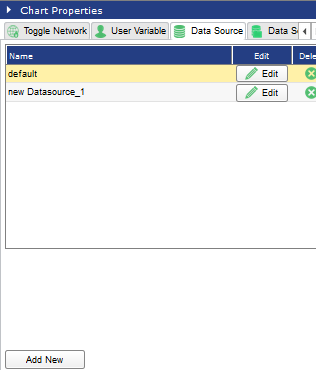 Chart Properties
Toggle Network User Variable Data Source Data S
Name Edit Dele
default Edit
new Datasource_1 Edit
Add New